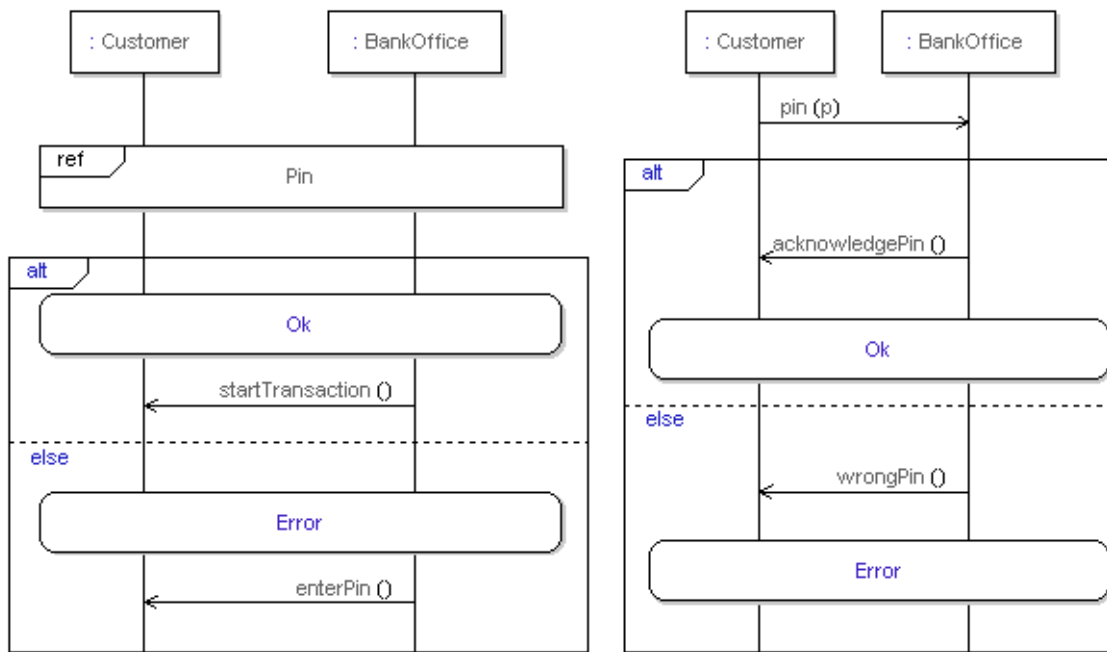 : Customer
: BankOffice
ref
Pin
alt
Ok
startTransaction ()
else
Error
enterPin ()
: Customer
: BankOffice
pin (p)
alt
acknowledgePin ()
Ok
else
wrongPin ()
Error